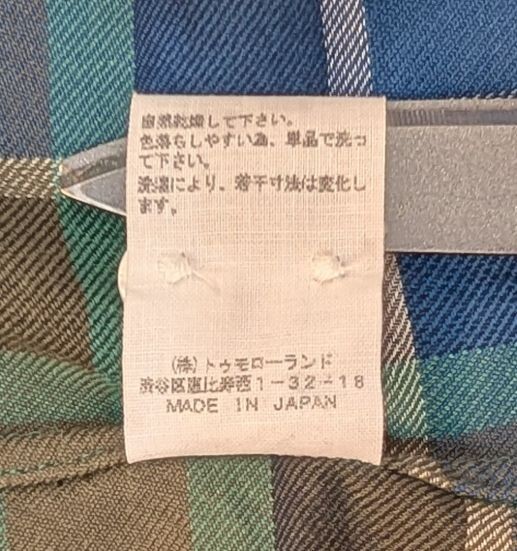 自然乾燥して下さい。
色落ちしやすい為、単品で洗っ
て下さい。
洗濯により、若干寸法は変化し
ます。
(株)トゥモローランド
渋谷区恵比寿西1-32-18
MADE IN JAPAN